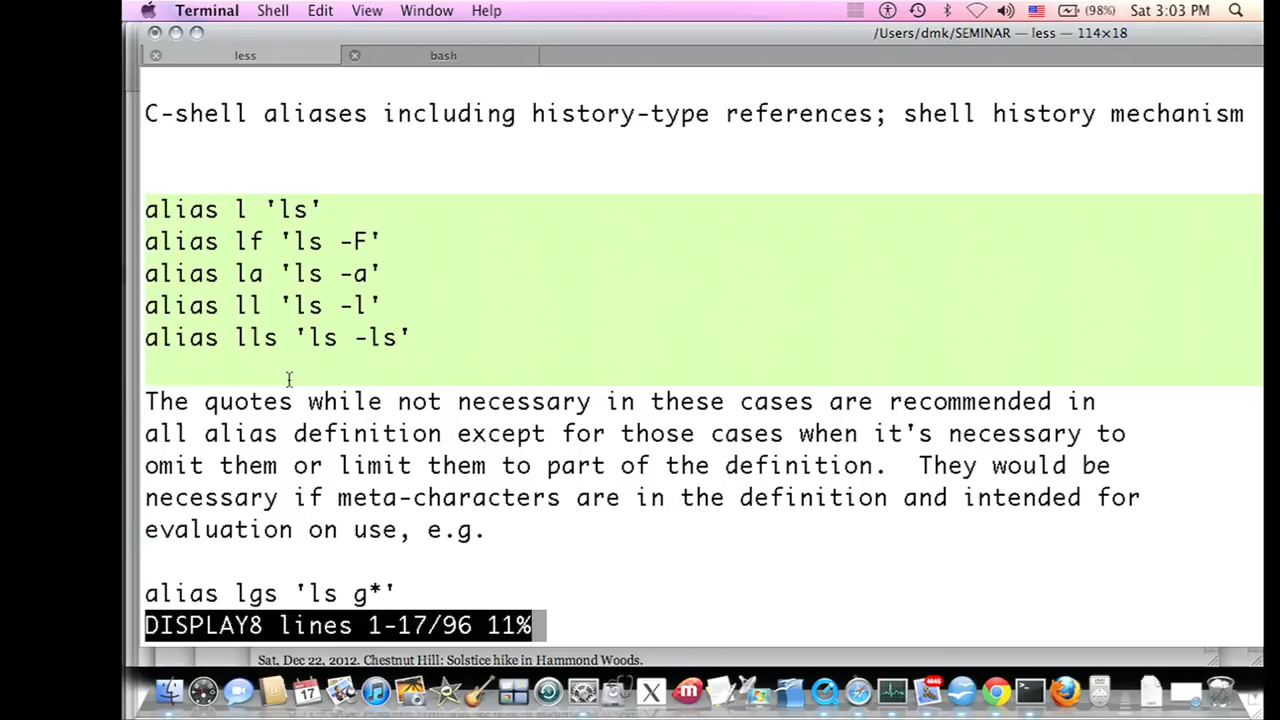 Terminal Shell Edit View Window Help (98%) Sat 3:03 PM
/Users/dmk/SEMINAR — less — 114×18
less bash
C-shell aliases including history-type references; shell history mechanism
alias l 'ls'
alias lf 'ls -F'
alias la 'ls -a'
alias ll 'ls -l'
alias lls 'ls -ls'
The quotes while not necessary in these cases are recommended in
all alias definition except for those cases when it's necessary to
omit them or limit them to part of the definition.  They would be
necessary if meta-characters are in the definition and intended for
evaluation on use, e.g.
alias lgs 'ls g*'
DISPLAY8 lines 1-17/96 11%
Sat, Dec 22, 2012. Chestnut Hill: Solstice hike in Hammond Woods.
17